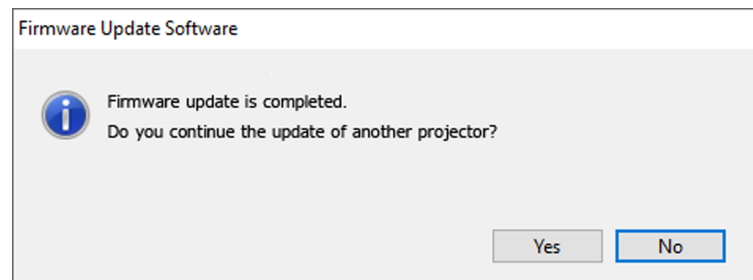 Firmware Update Software
Firmware update is completed.
Do you continue the update of another projector?
Yes
No